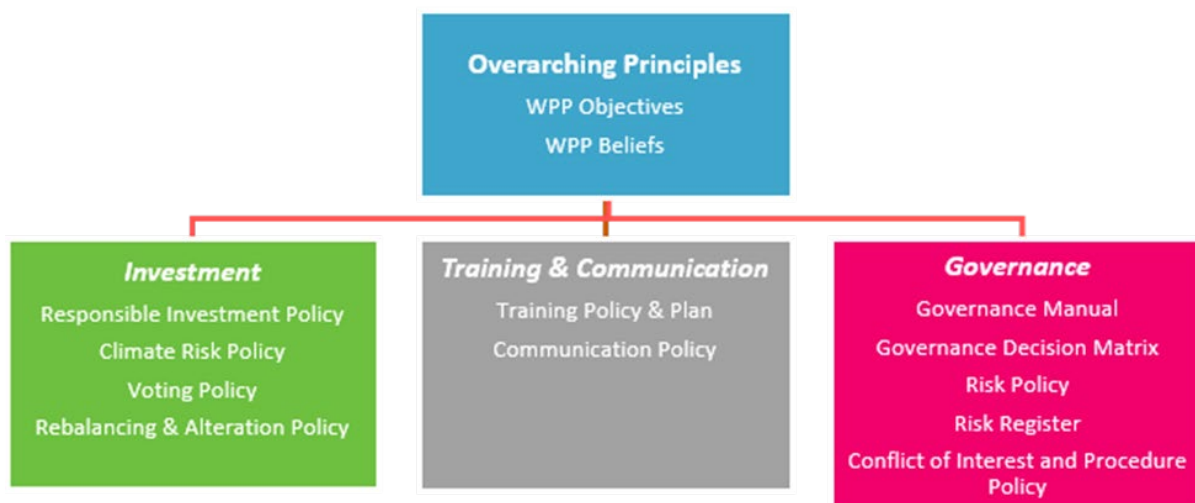 Overarching Principles
WPP Objectives
WPP Beliefs
Investment
Responsible Investment Policy
Climate Risk Policy
Voting Policy
Rebalancing & Alteration Policy
Training & Communication
Training Policy & Plan
Communication Policy
Governance
Governance Manual
Governance Decision Matrix
Risk Policy
Risk Register
Conflict of Interest and Procedure
Policy